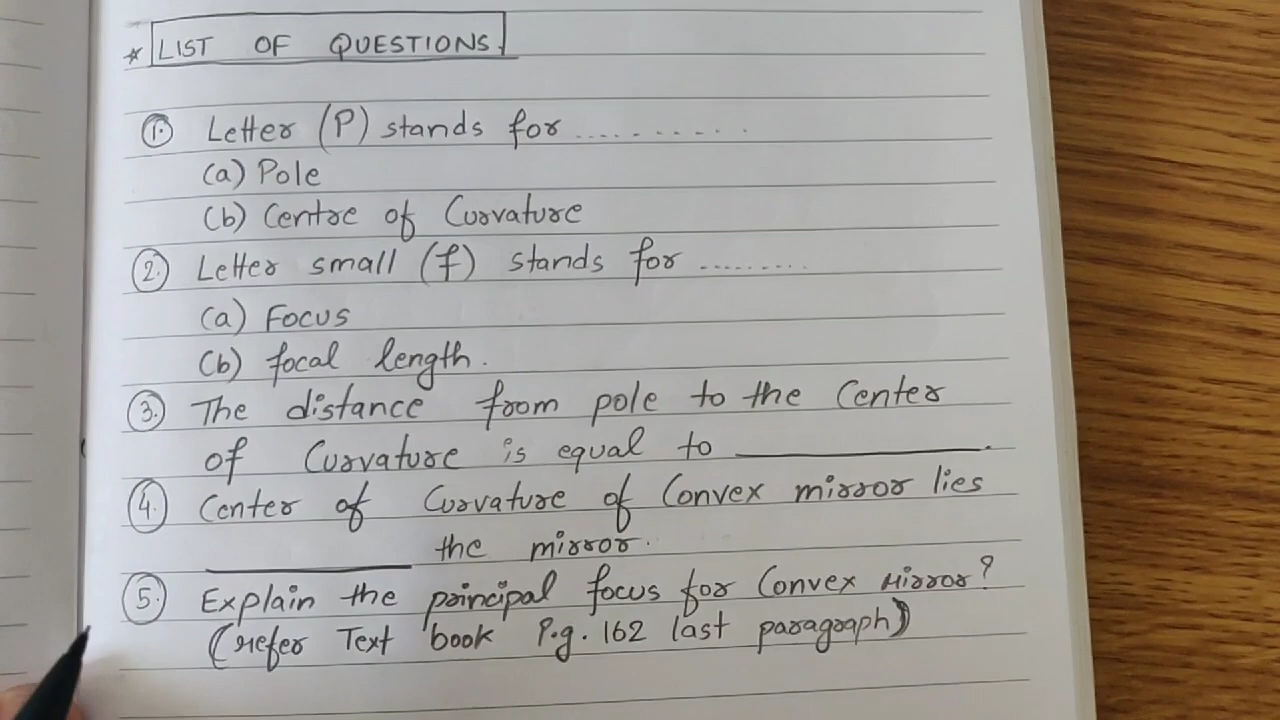 * LIST OF QUESTIONS.
1. Letter (P) stands for ...........
(a) Pole
(b) Centre of Curvature
2. Letter small (f) stands for .........
(a) Focus
(b) focal length.
3. The distance from pole to the Center
of Curvature is equal to ____________.
4. Center of Curvature of Convex mirror lies
____________ the mirror.
5. Explain the principal focus for Convex Mirror?
(refer Text book P.g. 162 last paragraph)